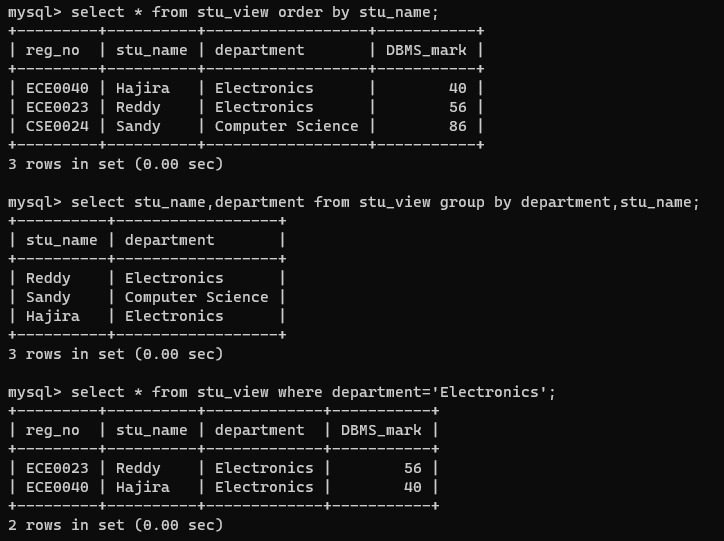 mysql> select * from stu_view order by stu_name;
+---------+----------+------------------+-----------+
| reg_no  | stu_name | department       | DBMS_mark |
+---------+----------+------------------+-----------+
| ECE0040 | Hajira   | Electronics      |        40 |
| ECE0023 | Reddy    | Electronics      |        56 |
| CSE0024 | Sandy    | Computer Science |        86 |
+---------+----------+------------------+-----------+
3 rows in set (0.00 sec)

mysql> select stu_name,department from stu_view group by department,stu_name;
+----------+------------------+
| stu_name | department       |
+----------+------------------+
| Reddy    | Electronics      |
| Sandy    | Computer Science |
| Hajira   | Electronics      |
+----------+------------------+
3 rows in set (0.00 sec)

mysql> select * from stu_view where department='Electronics';
+---------+----------+-------------+-----------+
| reg_no  | stu_name | department  | DBMS_mark |
+---------+----------+-------------+-----------+
| ECE0023 | Reddy    | Electronics |        56 |
| ECE0040 | Hajira   | Electronics |        40 |
+---------+----------+-------------+-----------+
2 rows in set (0.00 sec)